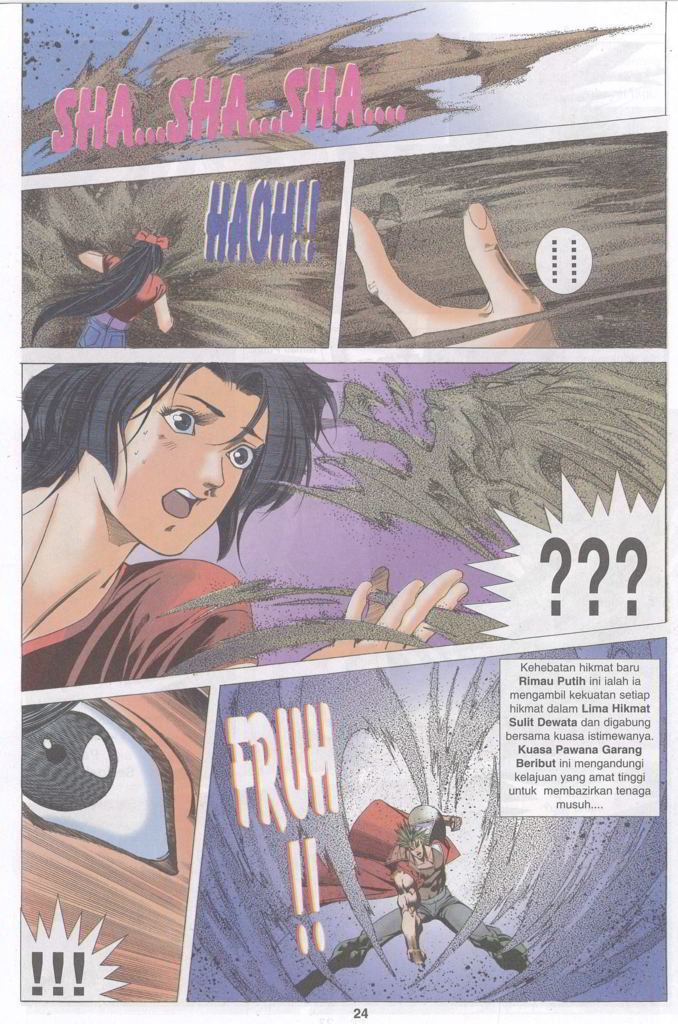 SHA...SHA...SHA....
HAOH!!
!!
???
Kehebatan hikmat baru
Rimau Putih ini ialah ia
mengambil kekuatan setiap
hikmat dalam Lima Hikmat
Sulit Dewata dan digabung
bersama kuasa istimewanya.
Kuasa Pawana Garang
Beribut ini mengandungi
kelajuan yang amat tinggi
untuk membazirkan tenaga
musuh....
FRUH
!!
!!!
24